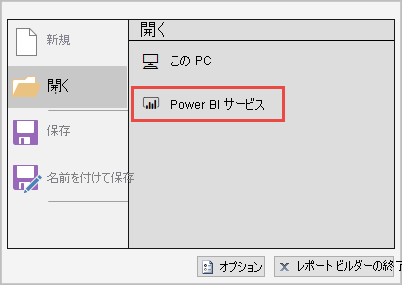 新規
開く
保存
名前を付けて保存
開く
この PC
Power BI サービス
オプション
レポート ビルダーの終了